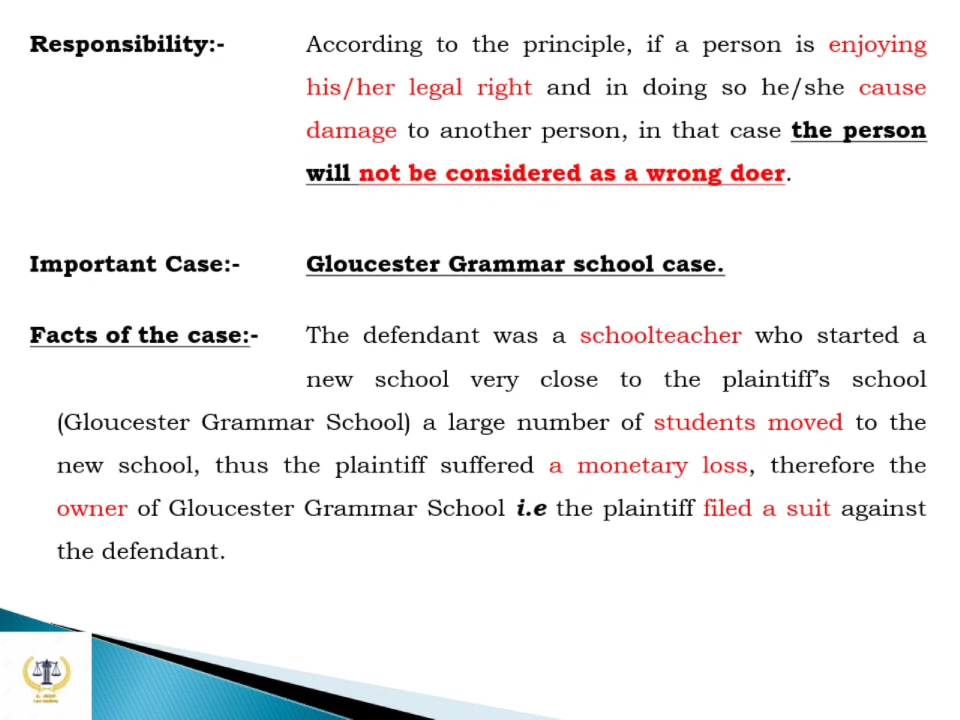 Responsibility:- According to the principle, if a person is enjoying
his/her legal right and in doing so he/she cause
damage to another person, in that case the person
will not be considered as a wrong doer.
Important Case:- Gloucester Grammar school case.
Facts of the case:- The defendant was a schoolteacher who started a
new school very close to the plaintiff's school
(Gloucester Grammar School) a large number of students moved to the
new school, thus the plaintiff suffered a monetary loss, therefore the
owner of Gloucester Grammar School i.e the plaintiff filed a suit against
the defendant.